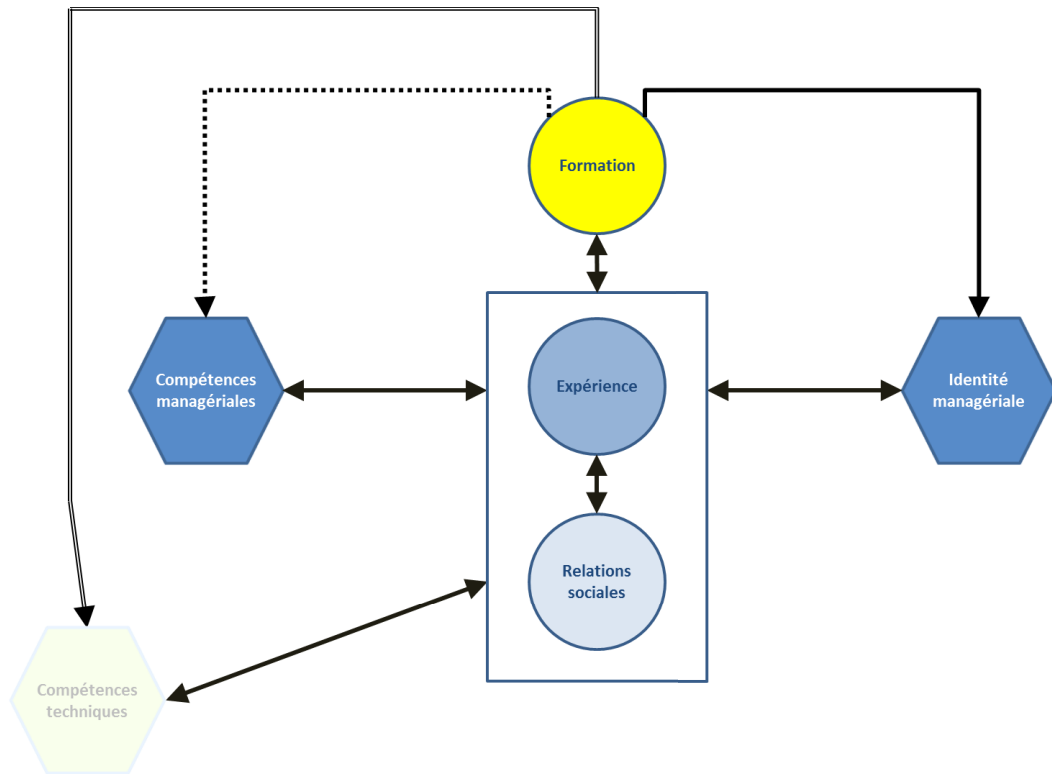 Formation
Compétences
managériales
Expérience
Identité
managériale
Relations
sociales
Compétences
techniques